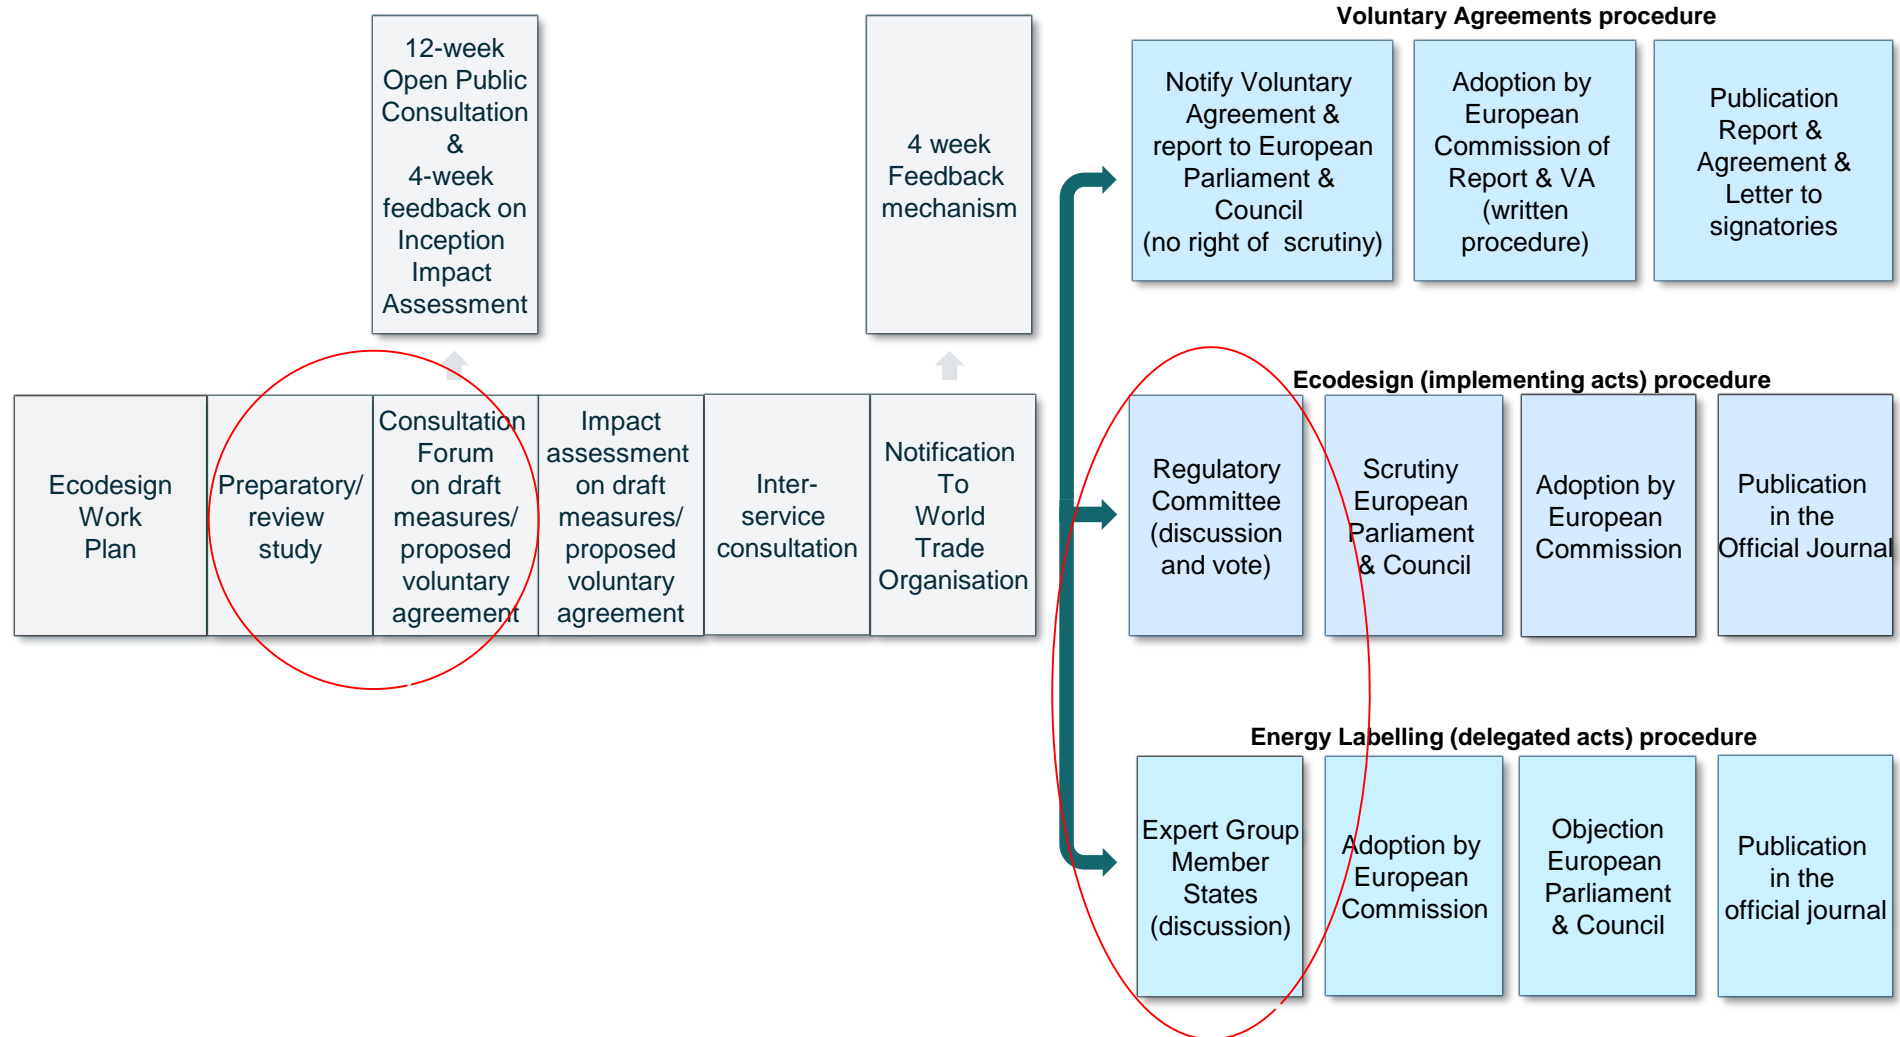 Voluntary Agreements procedure
12-week
Open Public
Consultation
&
4-week
feedback on
Inception
Impact
Assessment
4 week
Feedback
mechanism
Notify Voluntary
Agreement &
report to European
Parliament &
Council
(no right of scrutiny)
Adoption by
European
Commission of
Report & VA
(written
procedure)
Publication
Report &
Agreement &
Letter to
signatories
Ecodesign (implementing acts) procedure
Ecodesign
Work
Plan
Preparatory/
review
study
Consultation
Forum
on draft
measures/
proposed
voluntary
agreement
Impact
assessment
on draft
measures/
proposed
voluntary
agreement
Inter-
service
consultation
Notification
To
World
Trade
Organisation
Regulatory
Committee
(discussion
and vote)
Scrutiny
European
Parliament
& Council
Adoption by
European
Commission
Publication
in the
Official Journal
Energy Labelling (delegated acts) procedure
Expert Group
Member
States
(discussion)
Adoption by
European
Commission
Objection
European
Parliament
& Council
Publication
in the
official journal